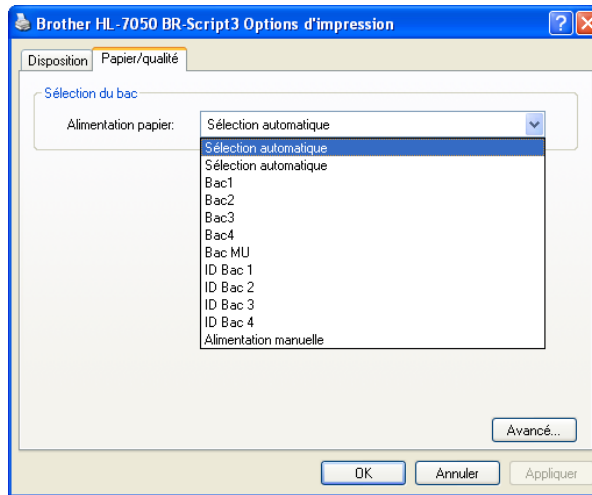 Brother HL-7050 BR-Script3 Options d'impression
Disposition Papier/qualité
Sélection du bac
Alimentation papier: Sélection automatique
Sélection automatique
Sélection automatique
Bac1
Bac2
Bac3
Bac4
Bac MU
ID Bac 1
ID Bac 2
ID Bac 3
ID Bac 4
Alimentation manuelle
Avancé...
OK Annuler Appliquer